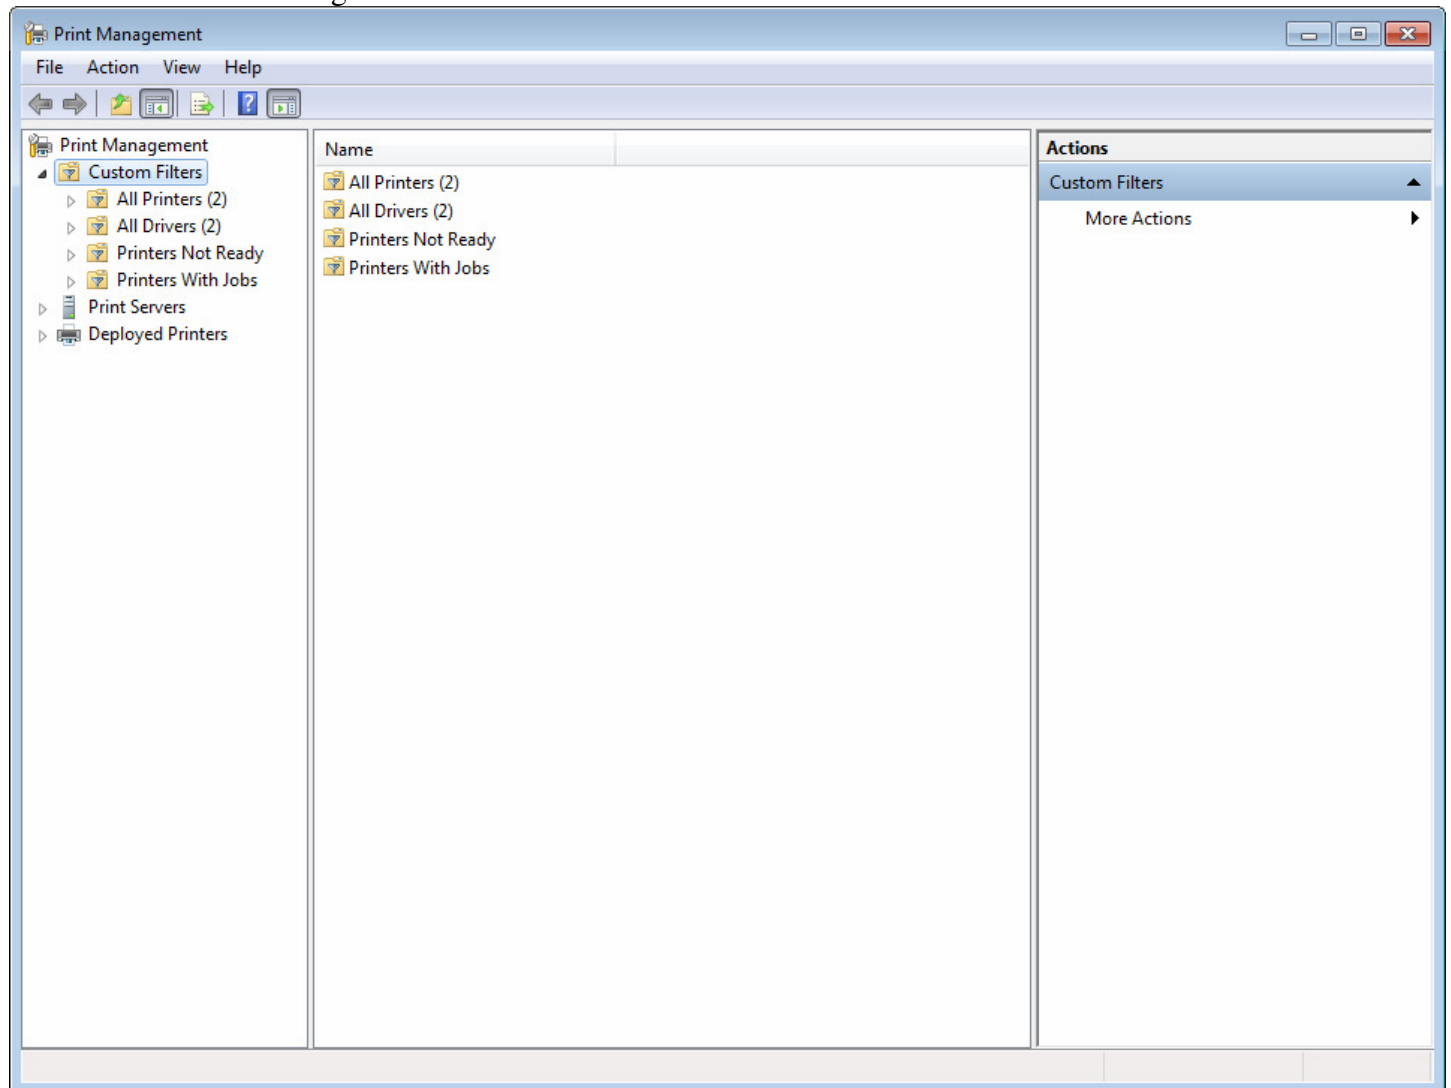 Print Management
File Action View Help
Print Management
Custom Filters
All Printers (2)
All Drivers (2)
Printers Not Ready
Printers With Jobs
Print Servers
Deployed Printers
Name
All Printers (2)
All Drivers (2)
Printers Not Ready
Printers With Jobs
Actions
Custom Filters
More Actions